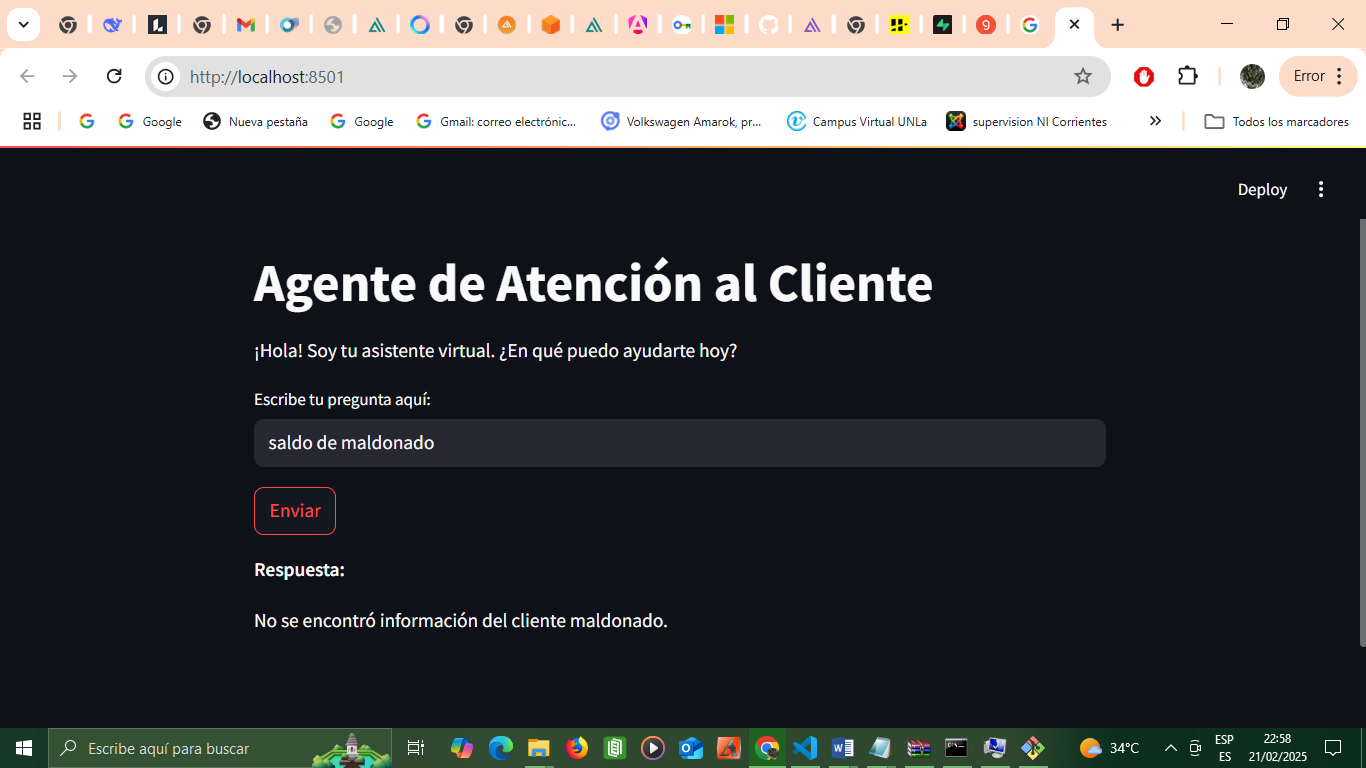 9
http://localhost:8501
Error
Google
Nueva pestaña
Google
Gmail: correo electrónic...
Volkswagen Amarok, pr...
Campus Virtual UNLa
supervision NI Corrientes
Todos los marcadores
Deploy
Agente de Atención al Cliente
¡Hola! Soy tu asistente virtual. ¿En qué puedo ayudarte hoy?
Escribe tu pregunta aquí:
saldo de maldonado
Enviar
Respuesta:
No se encontró información del cliente maldonado.
Escribe aquí para buscar
34°C
ESP
ES
22:58
21/02/2025